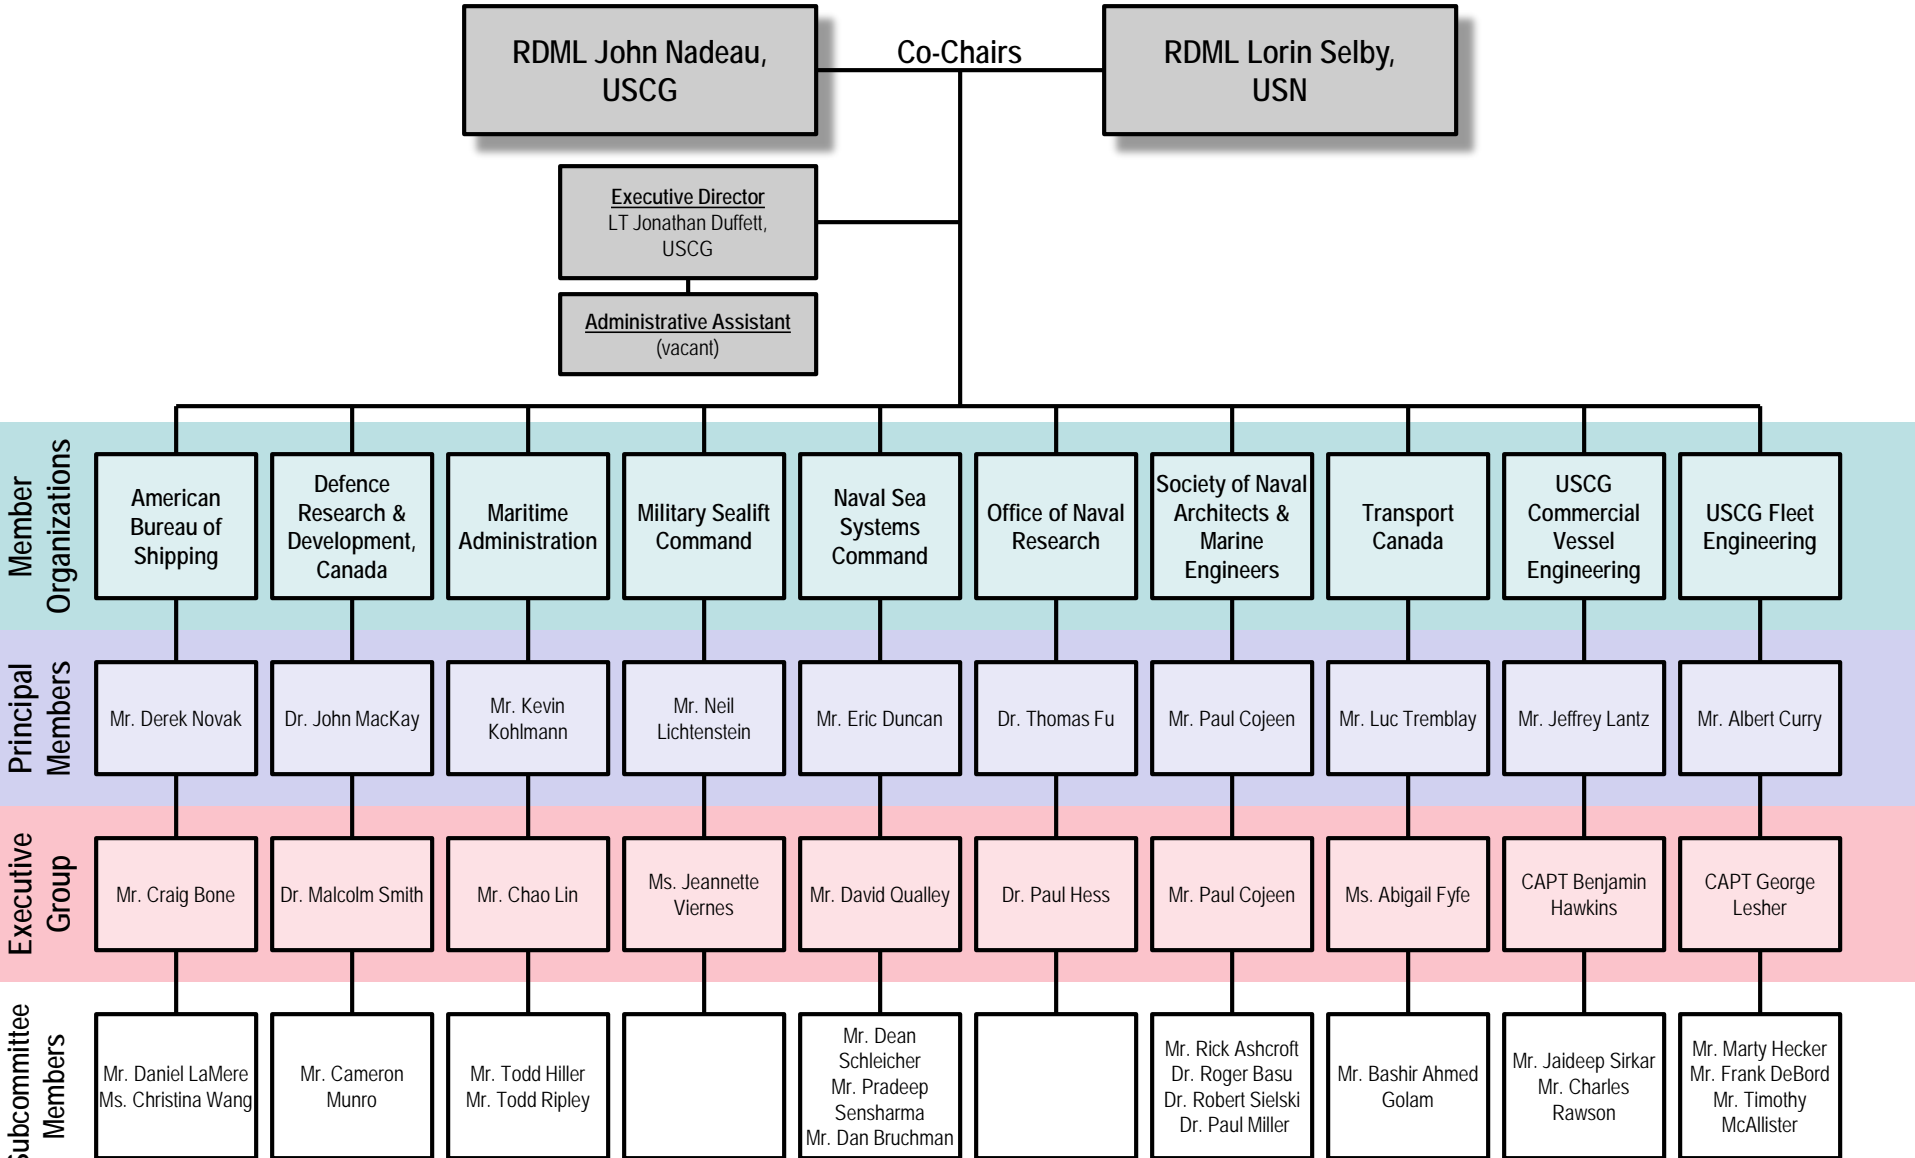 RDML John Nadeau,
USCG
Co-Chairs
RDML Lorin Selby,
USN
Executive Director
LT Jonathan Duffett,
USCG
Administrative Assistant
(vacant)
Member
Organizations
American
Bureau of
Shipping
Defence
Research &
Development,
Canada
Maritime
Administration
Military Sealift
Command
Naval Sea
Systems
Command
Office of Naval
Research
Society of Naval
Architects &
Marine
Engineers
Transport
Canada
USCG
Commercial
Vessel
Engineering
USCG Fleet
Engineering
Principal
Members
Mr. Derek Novak
Dr. John MacKay
Mr. Kevin
Kohlmann
Mr. Neil
Lichtenstein
Mr. Eric Duncan
Dr. Thomas Fu
Mr. Paul Cojeen
Mr. Luc Tremblay
Mr. Jeffrey Lantz
Mr. Albert Curry
Executive
Group
Mr. Craig Bone
Dr. Malcolm Smith
Mr. Chao Lin
Ms. Jeannette
Viernes
Mr. David Qualley
Dr. Paul Hess
Mr. Paul Cojeen
Ms. Abigail Fyfe
CAPT Benjamin
Hawkins
CAPT George
Lesher
Subcommittee
Members
Mr. Daniel LaMere
Ms. Christina Wang
Mr. Cameron
Munro
Mr. Todd Hiller
Mr. Todd Ripley
Mr. Dean
Schleicher
Mr. Pradeep
Sensharma
Mr. Dan Bruchman
Mr. Rick Ashcroft
Dr. Roger Basu
Dr. Robert Sielski
Dr. Paul Miller
Mr. Bashir Ahmed
Golam
Mr. Jaideep Sirkar
Mr. Charles
Rawson
Mr. Marty Hecker
Mr. Frank DeBord
Mr. Timothy
McAllister